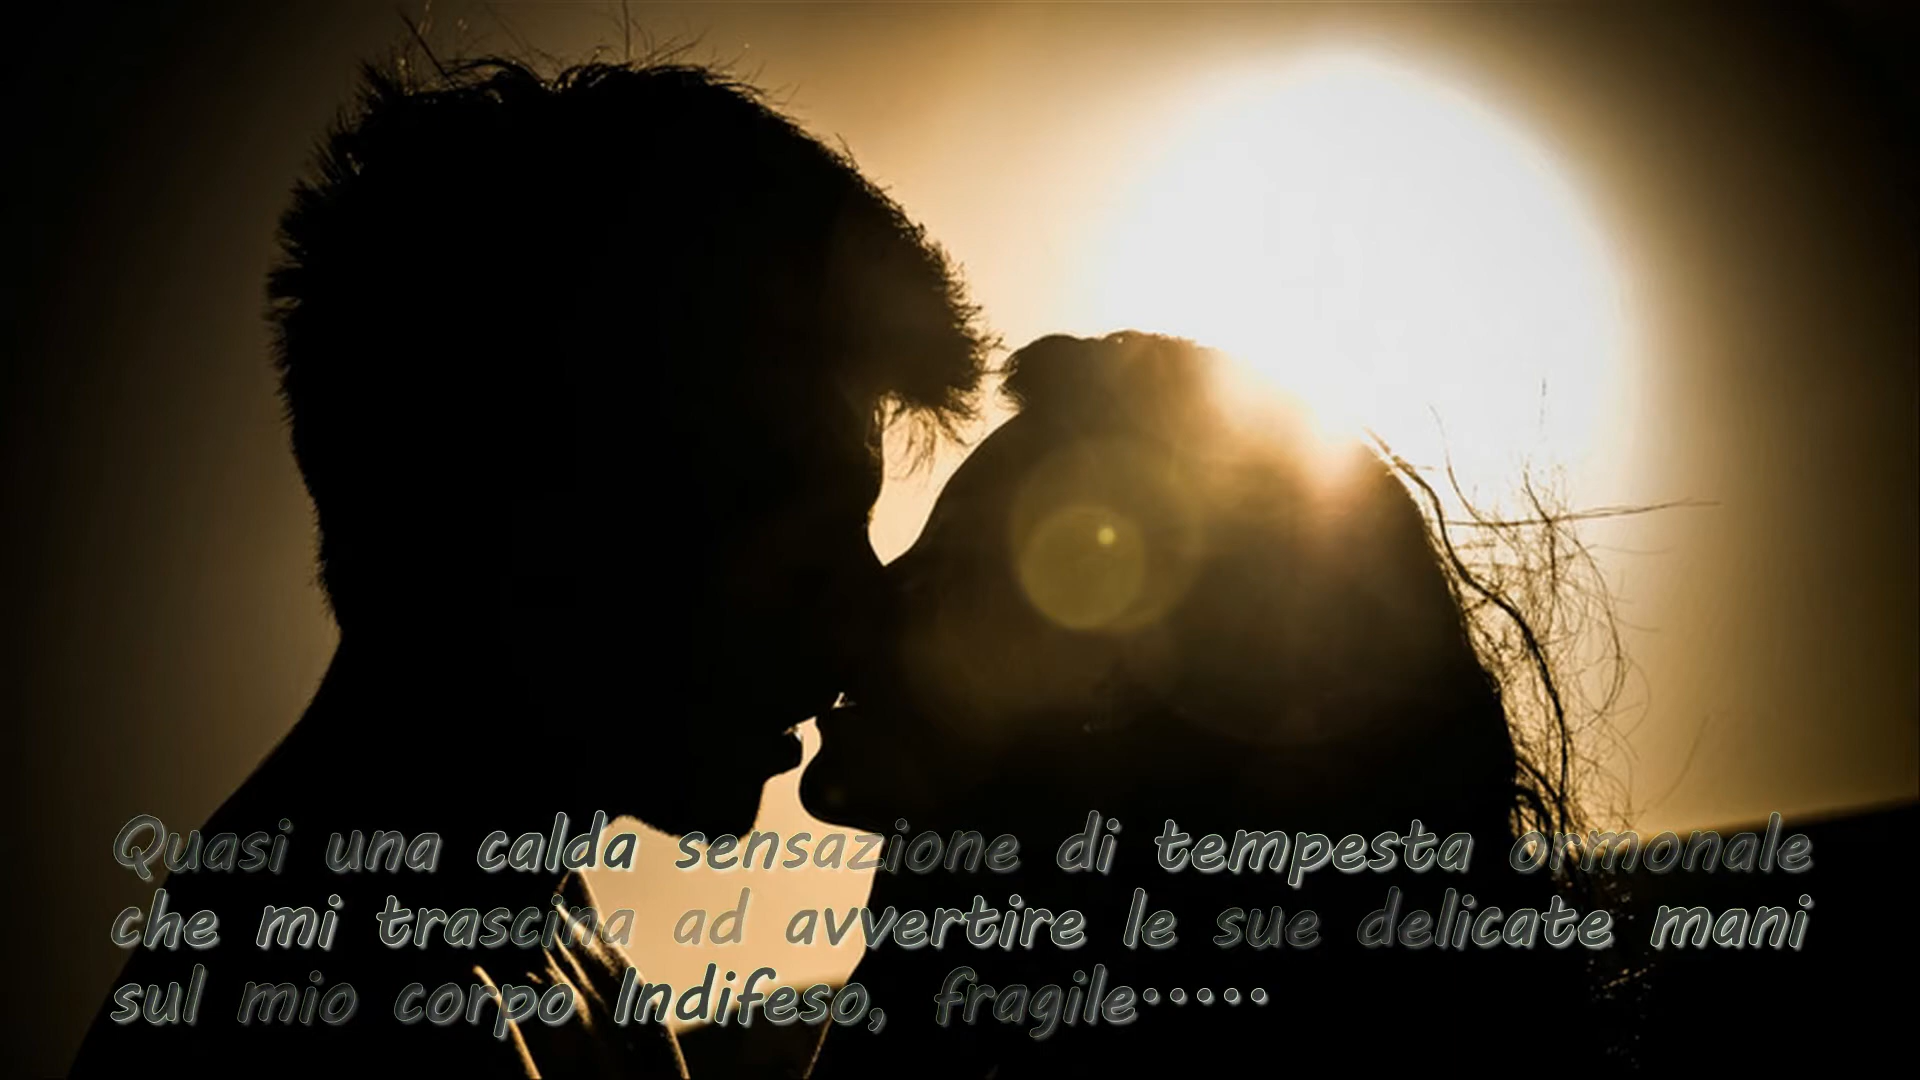 Quasi una calda sensazione di tempesta ormonale
che mi trascina ad avvertire le sue delicate mani
sul mio corpo Indifeso, fragile·····